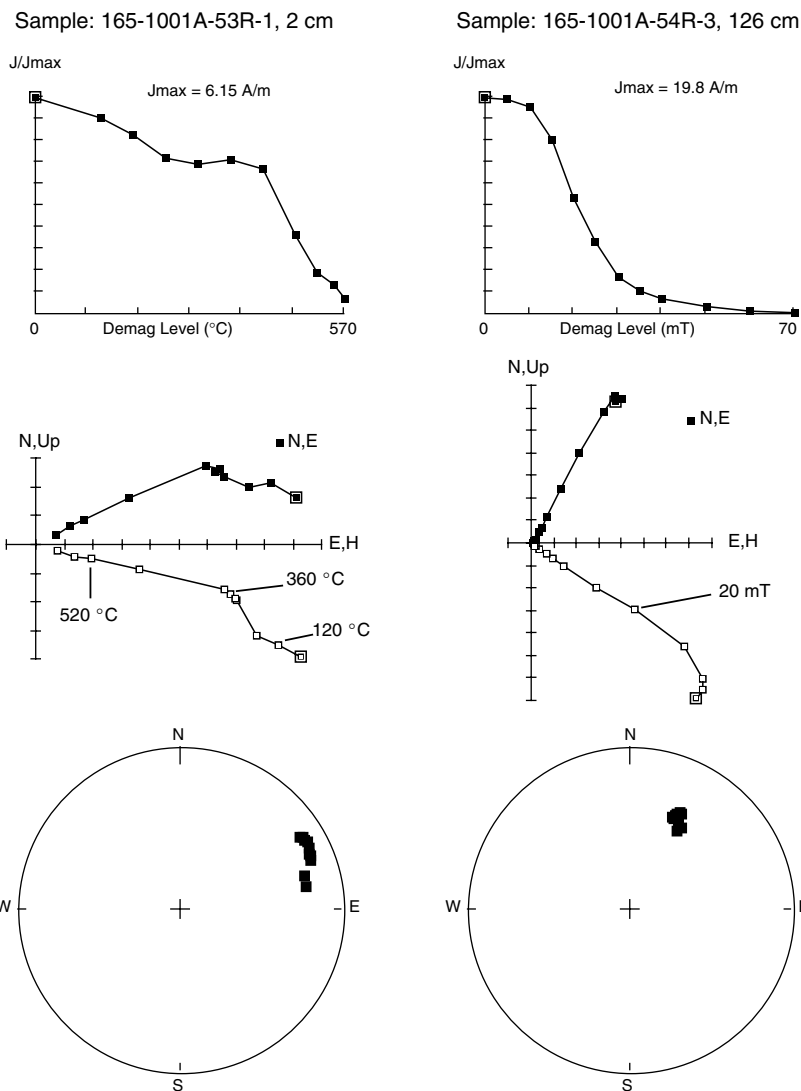 Sample: 165-1001A-53R-1, 2 cm
J/Jmax
Jmax = 6.15 A/m
0
Demag Level (°C)
570
N,Up
N,E
E,H
360 °C
520 °C
120 °C
N
W
E
S
Sample: 165-1001A-54R-3, 126 cm
J/Jmax
Jmax = 19.8 A/m
0
Demag Level (mT)
70
N,Up
N,E
E,H
20 mT
N
W
S